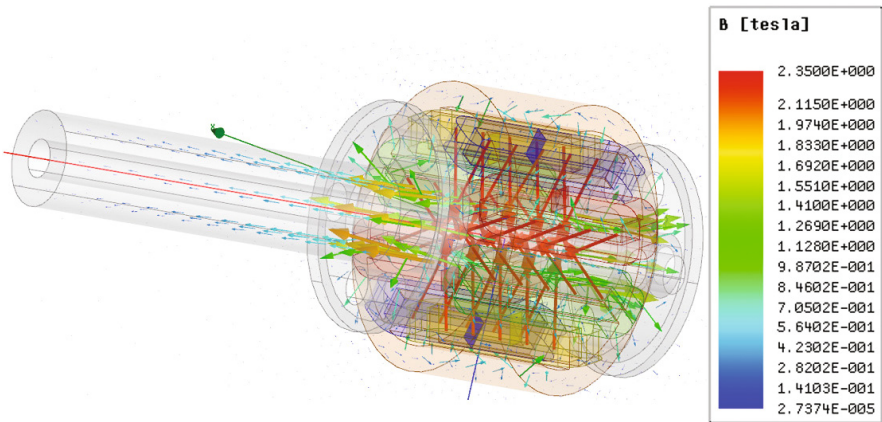 B [tesla]
2.3500E+000
2.1150E+000
1.9740E+000
1.8330E+000
1.6920E+000
1.5510E+000
1.4100E+000
1.2690E+000
1.1280E+000
9.8702E-001
8.4602E-001
7.0502E-001
5.6402E-001
4.2302E-001
2.8202E-001
1.4103E-001
2.7374E-005